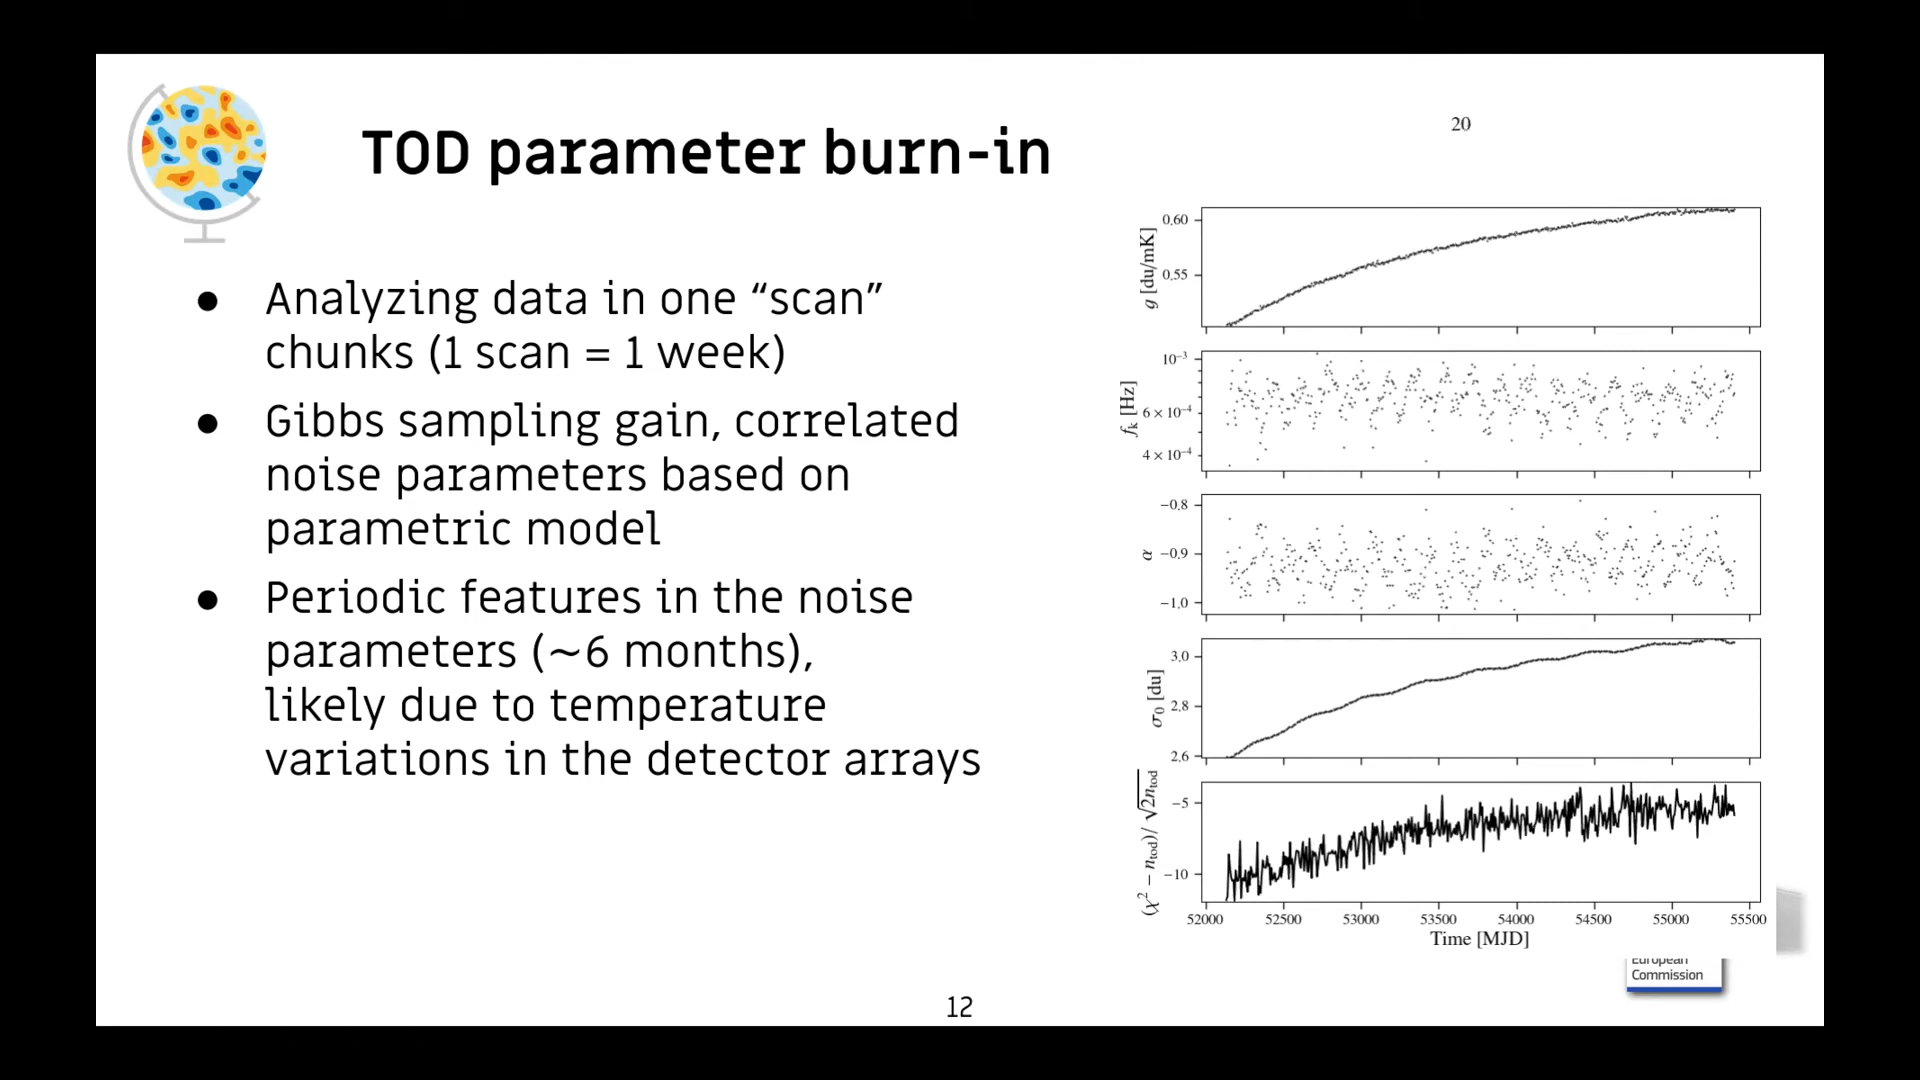 TOD parameter burn-in
● Analyzing data in one “scan”
chunks (1 scan = 1 week)
● Gibbs sampling gain, correlated
noise parameters based on
parametric model
● Periodic features in the noise
parameters (~6 months),
likely due to temperature
variations in the detector arrays
20
g [du/mK]
0.60
0.55
f_k [Hz]
10⁻³
6 × 10⁻⁴
4 × 10⁻⁴
α
−0.8
−0.9
−1.0
σ₀ [du]
3.0
2.8
2.6
(χ² − n_tod)/ √2n_tod
−5
−10
52000 52500 53000 53500 54000 54500 55000 55500
Time [MJD]
European
Commission
12